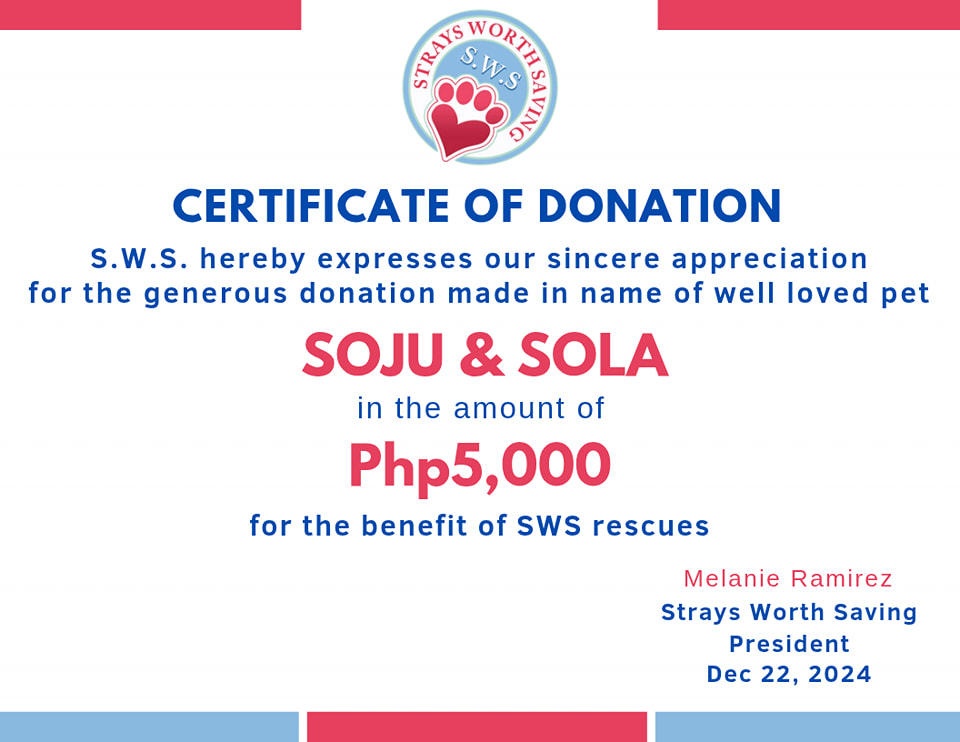 STRAYS WORTH SAVING
S.W.S
CERTIFICATE OF DONATION
S.W.S. hereby expresses our sincere appreciation
for the generous donation made in name of well loved pet
SOJU & SOLA
in the amount of
Php5,000
for the benefit of SWS rescues
Melanie Ramirez
Strays Worth Saving
President
Dec 22, 2024